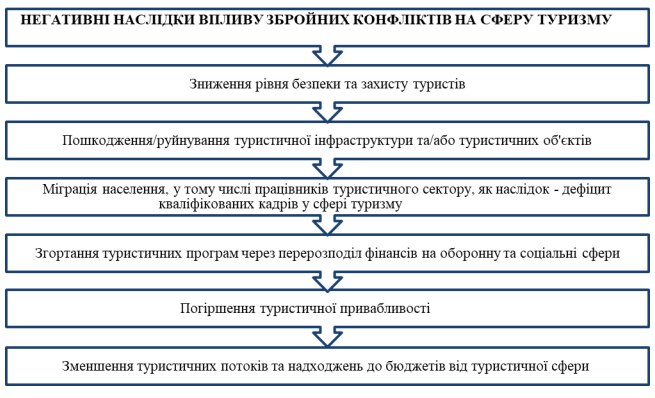 НЕГАТИВНІ НАСЛІДКИ ВПЛИВУ ЗБРОЙНИХ КОНФЛІКТІВ НА СФЕРУ ТУРИЗМУ
Зниження рівня безпеки та захисту туристів
Пошкодження/руйнування туристичної інфраструктури та/або туристичних об'єктів
Міграція населення, у тому числі працівників туристичного сектору, як наслідок - дефіцит
кваліфікованих кадрів у сфері туризму
Згортання туристичних програм через перерозподіл фінансів на оборонну та соціальні сфери
Погіршення туристичної привабливості
Зменшення туристичних потоків та надходжень до бюджетів від туристичної сфери